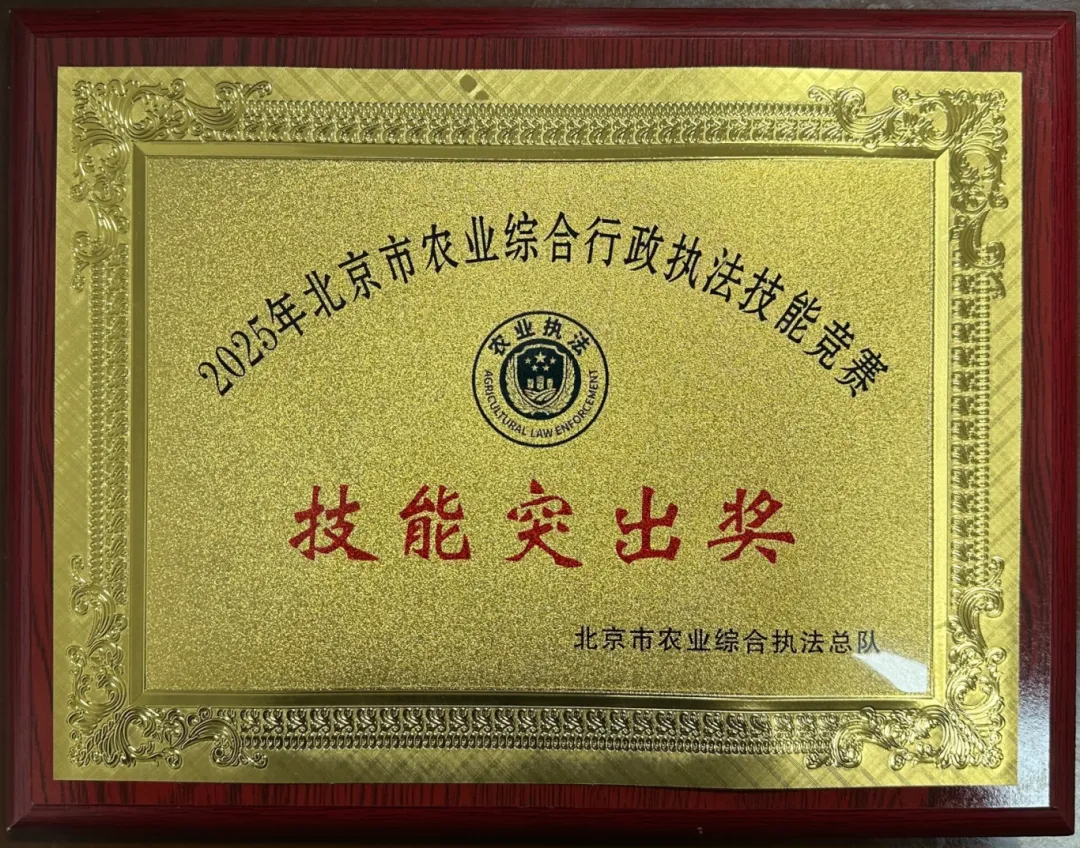 2025年北京市农业综合行政执法技能竞赛
农业执法
AGRICULTURAL LAW ENFORCEMENT
技能突出奖
北京市农业综合执法总队